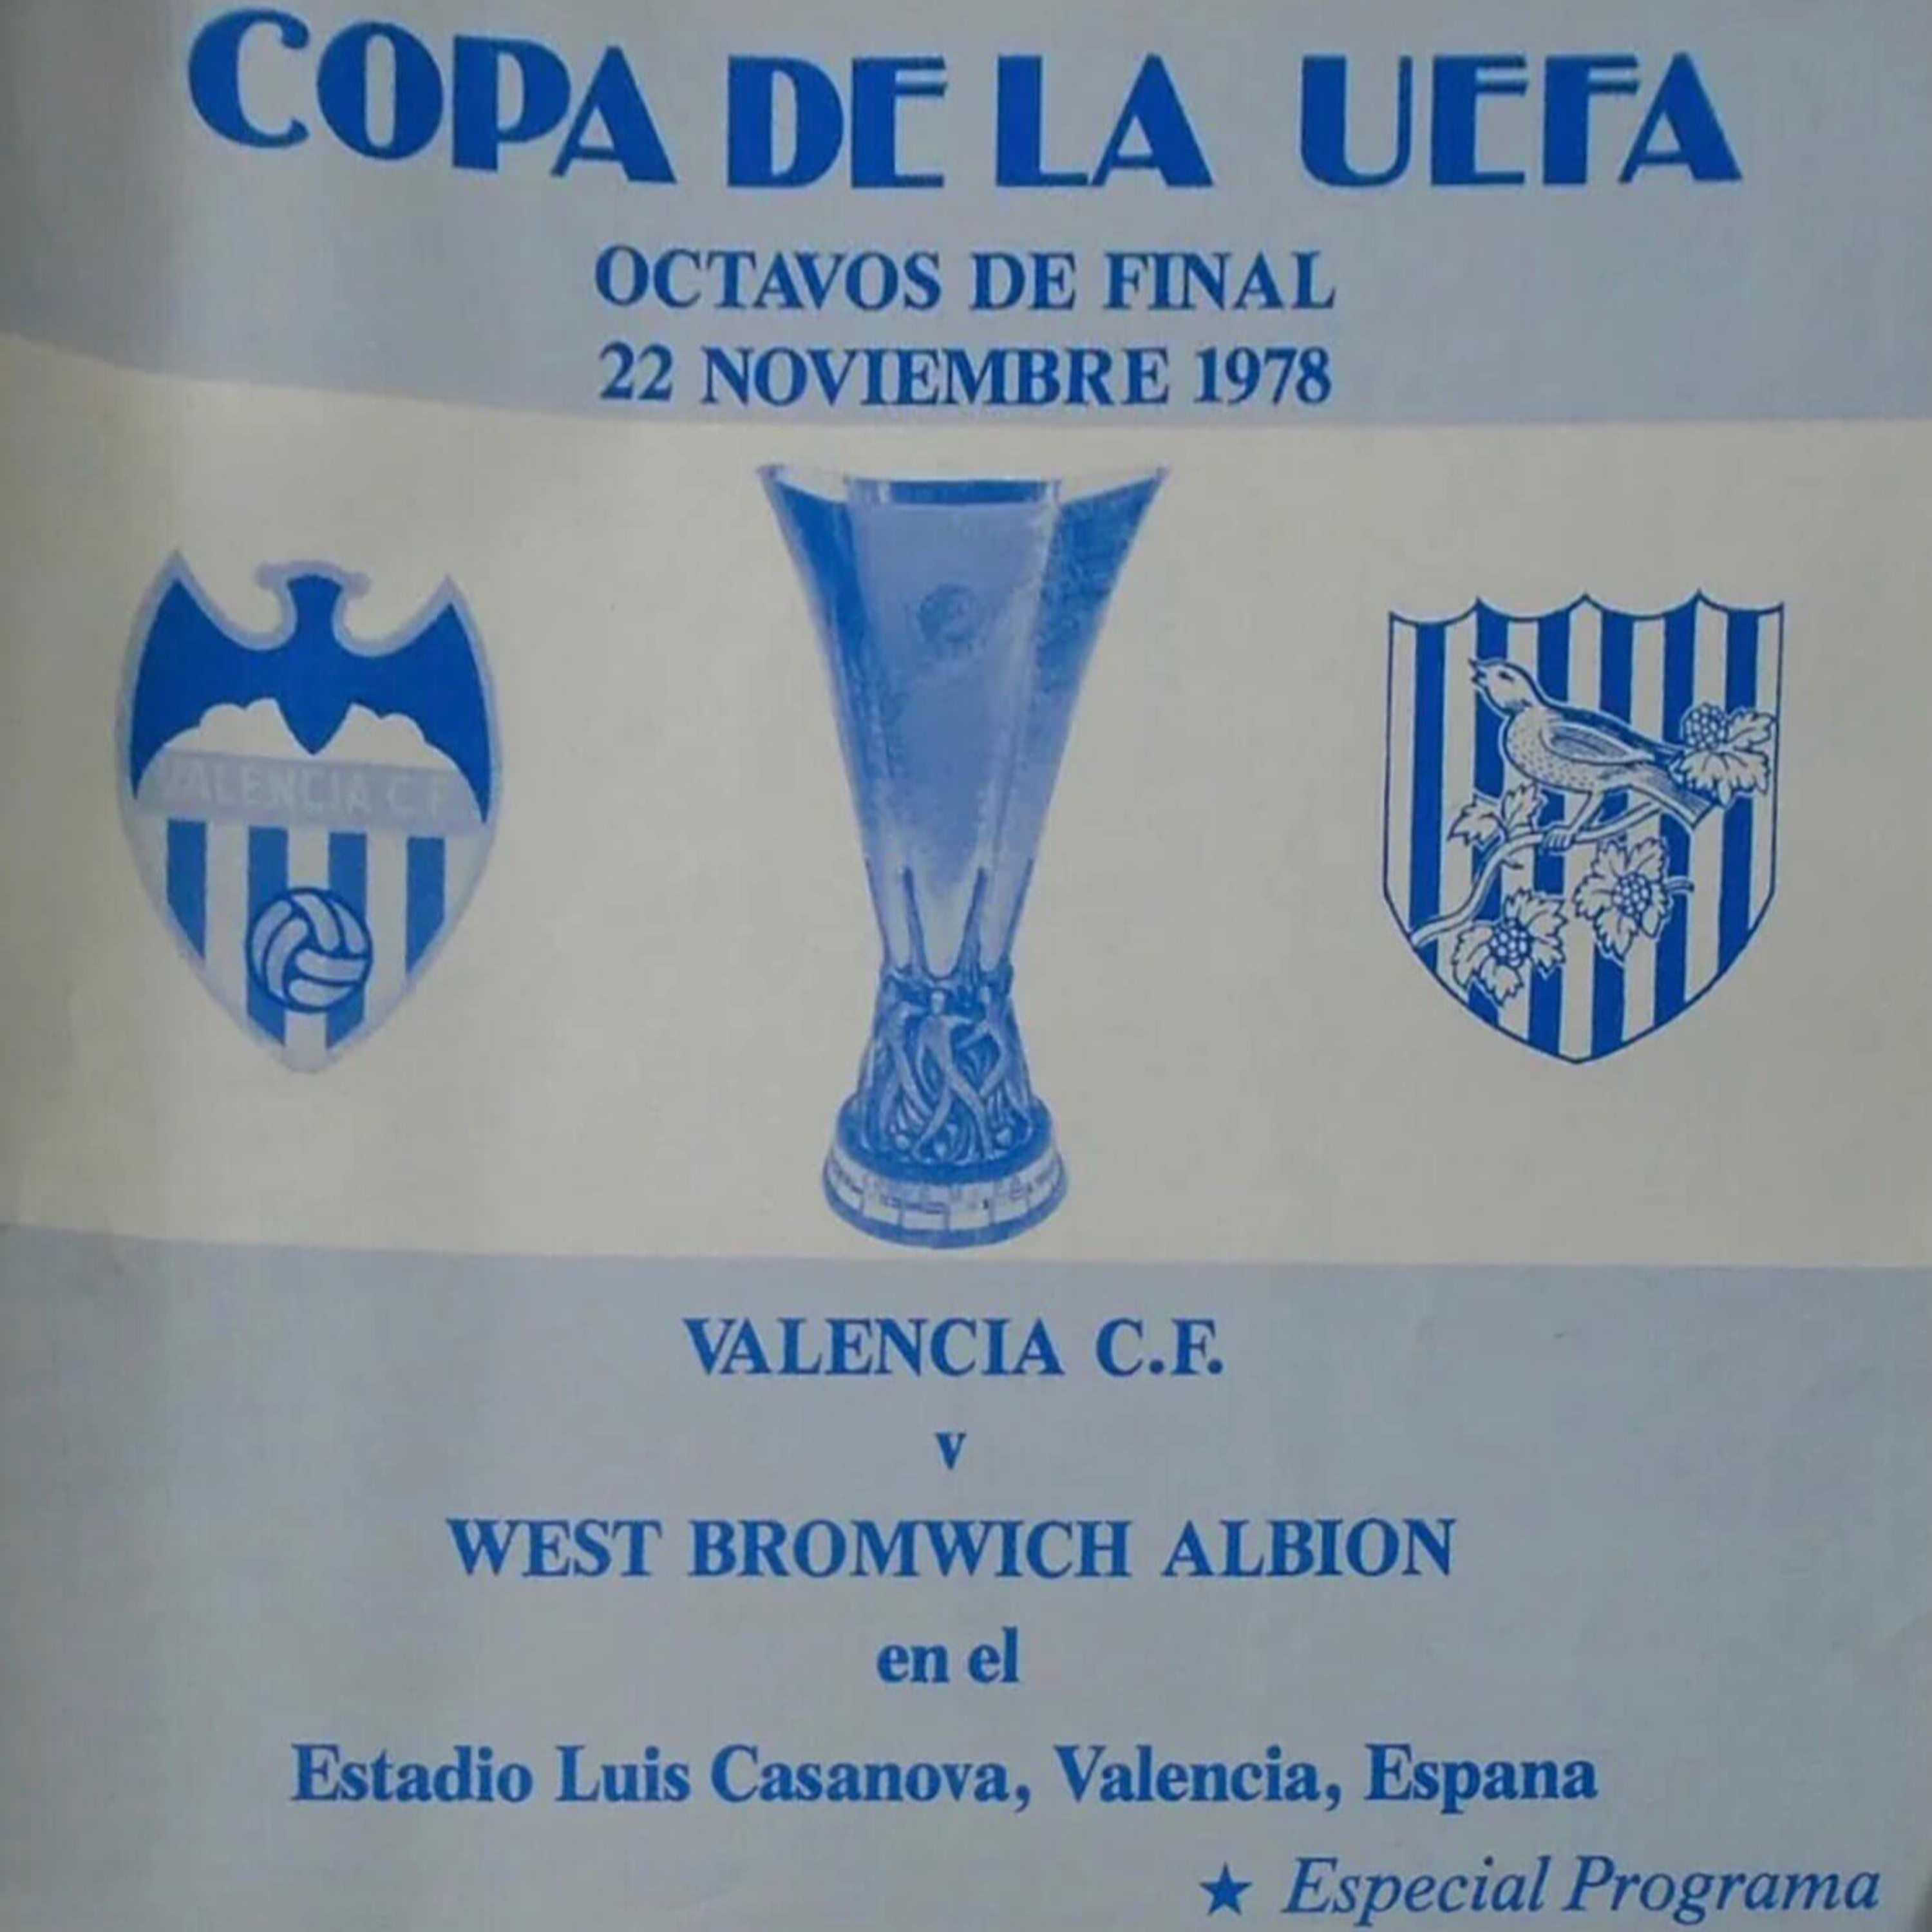 COPA DE LA UEFA
OCTAVOS DE FINAL
22 NOVIEMBRE 1978
VALENCIA C.F.
VALENCIA C.F.
v
WEST BROMWICH ALBION
en el
Estadio Luis Casanova, Valencia, Espana
★ Especial Programa